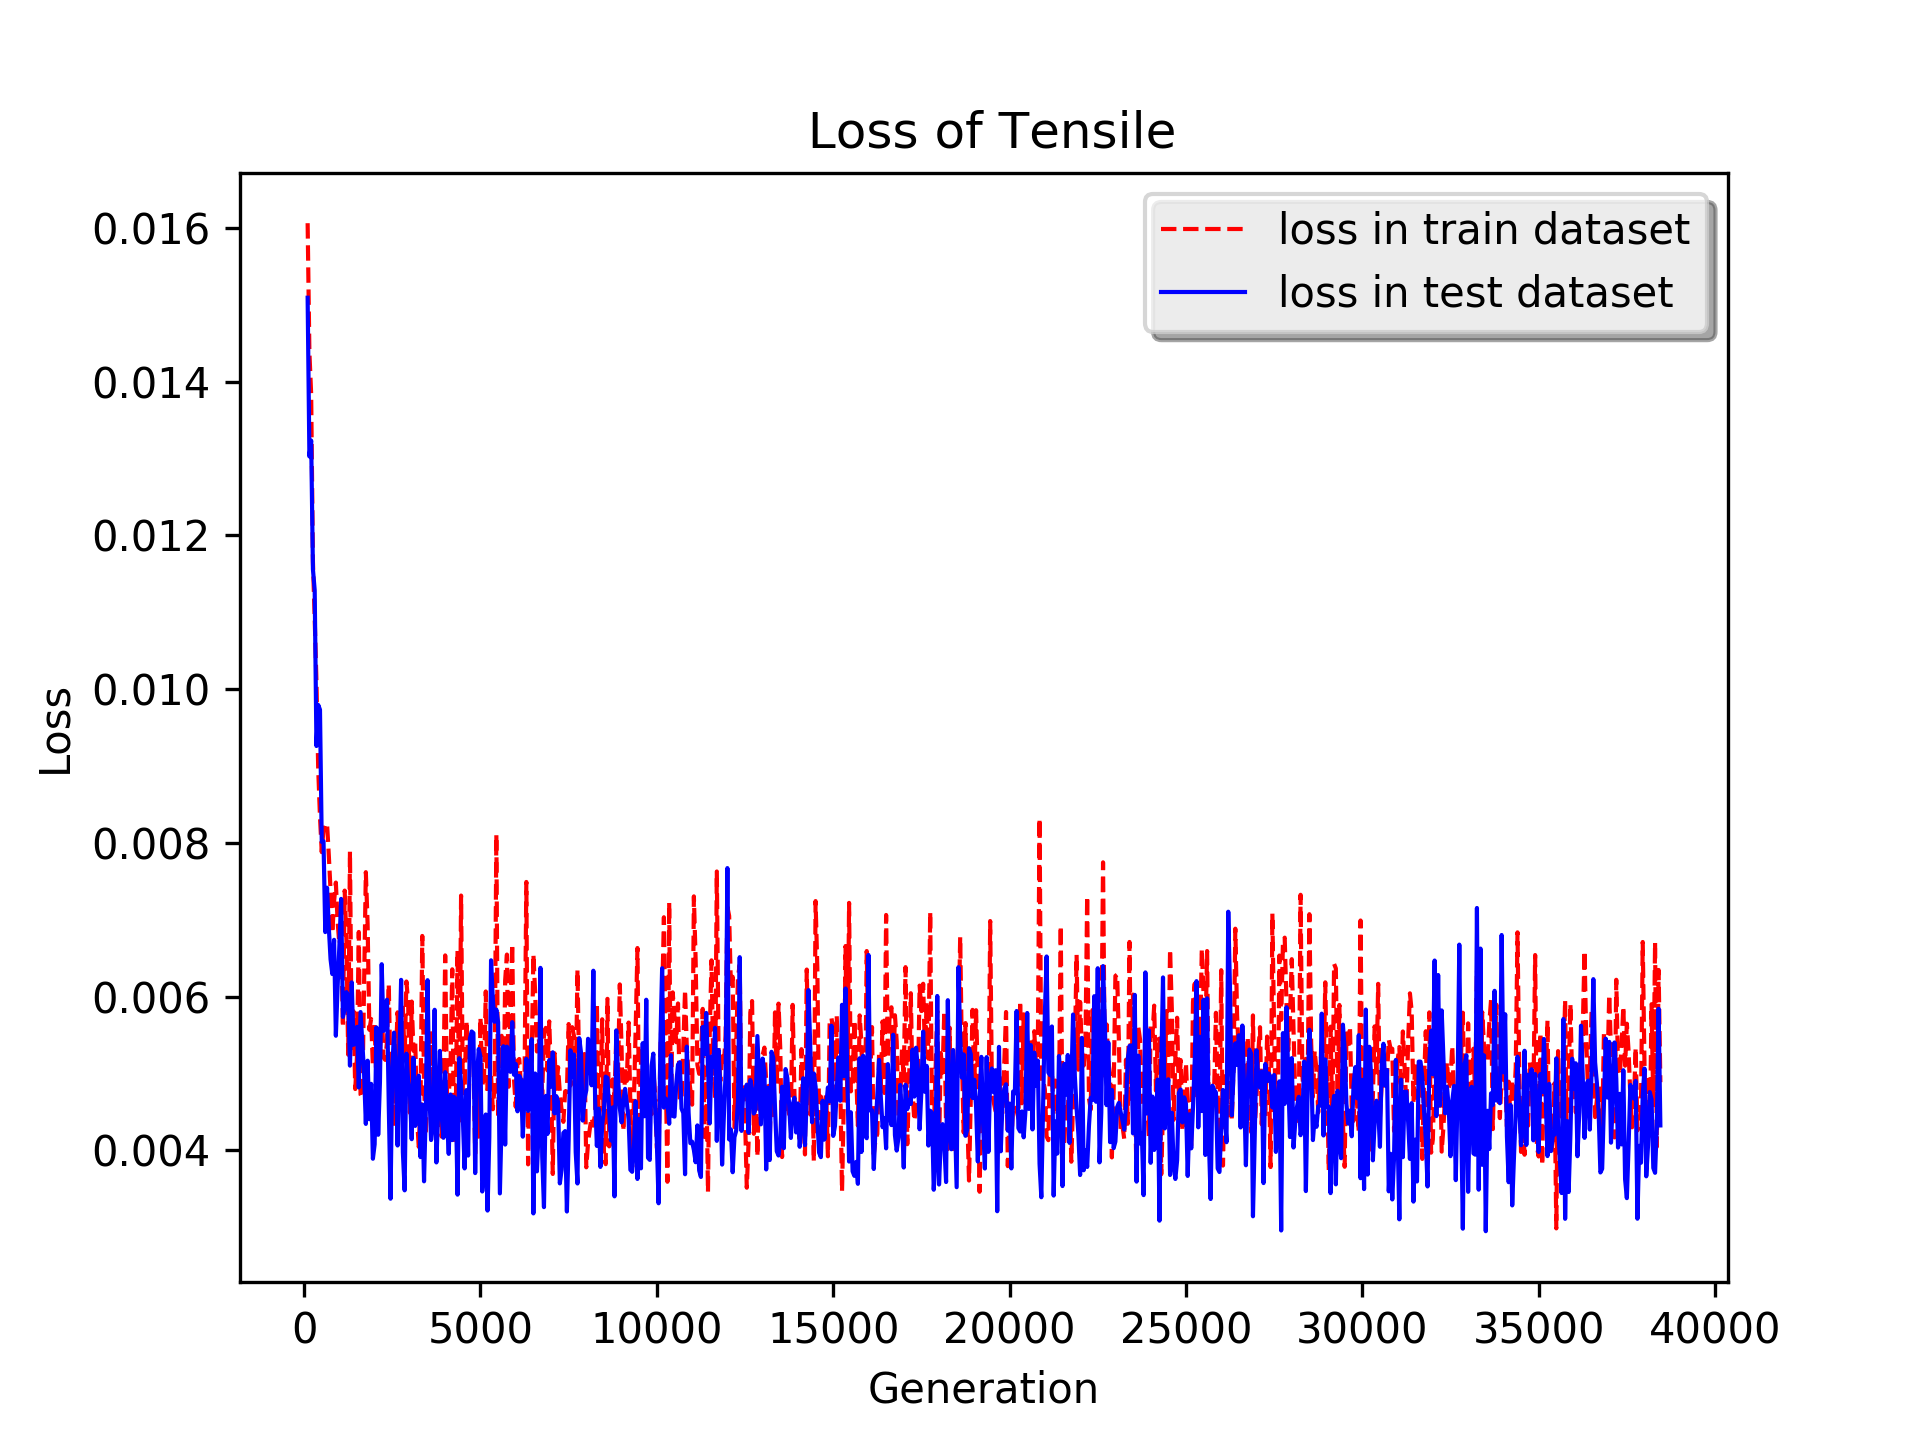 Loss of Tensile
0.016
0.014
0.012
0.010
0.008
0.006
0.004
Loss
loss in train dataset
loss in test dataset
0 5000 10000 15000 20000 25000 30000 35000 40000
Generation